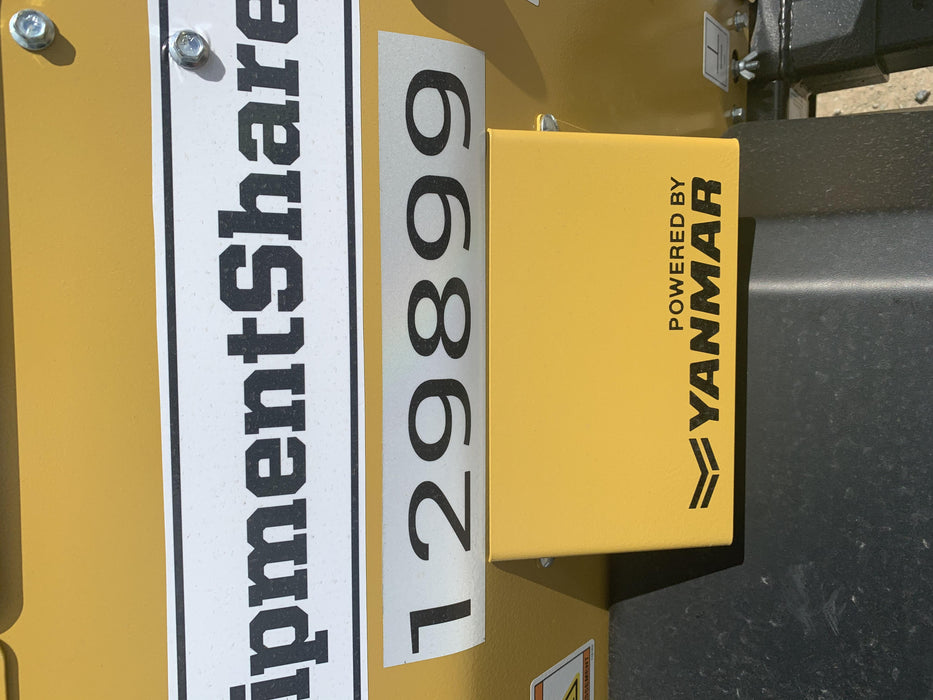 ipmentShare
129899
POWERED BY
YANMAR